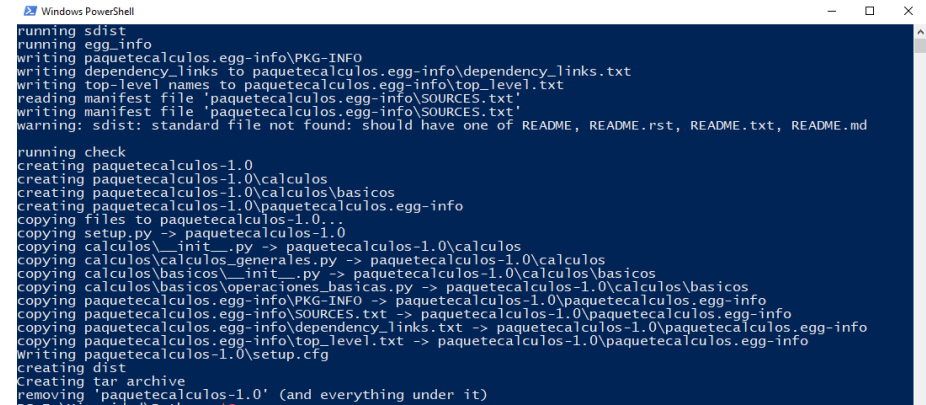 Windows PowerShell
running sdist
running egg_info
writing paquetecalculos.egg-info\PKG-INFO
writing dependency_links to paquetecalculos.egg-info\dependency_links.txt
writing top-level names to paquetecalculos.egg-info\top_level.txt
reading manifest file 'paquetecalculos.egg-info\SOURCES.txt'
writing manifest file 'paquetecalculos.egg-info\SOURCES.txt'
warning: sdist: standard file not found: should have one of README, README.rst, README.txt, README.md
running check
creating paquetecalculos-1.0
creating paquetecalculos-1.0\calculos
creating paquetecalculos-1.0\calculos\basicos
creating paquetecalculos-1.0\paquetecalculos.egg-info
copying files to paquetecalculos-1.0...
copying setup.py -> paquetecalculos-1.0
copying calculos\__init__.py -> paquetecalculos-1.0\calculos
copying calculos\calculos_generales.py -> paquetecalculos-1.0\calculos
copying calculos\basicos\__init__.py -> paquetecalculos-1.0\calculos\basicos
copying calculos\basicos\operaciones_basicas.py -> paquetecalculos-1.0\calculos\basicos
copying paquetecalculos.egg-info\PKG-INFO -> paquetecalculos-1.0\paquetecalculos.egg-info
copying paquetecalculos.egg-info\SOURCES.txt -> paquetecalculos-1.0\paquetecalculos.egg-info
copying paquetecalculos.egg-info\dependency_links.txt -> paquetecalculos-1.0\paquetecalculos.egg-info
copying paquetecalculos.egg-info\top_level.txt -> paquetecalculos-1.0\paquetecalculos.egg-info
Writing paquetecalculos-1.0\setup.cfg
creating dist
Creating tar archive
removing 'paquetecalculos-1.0' (and everything under it)